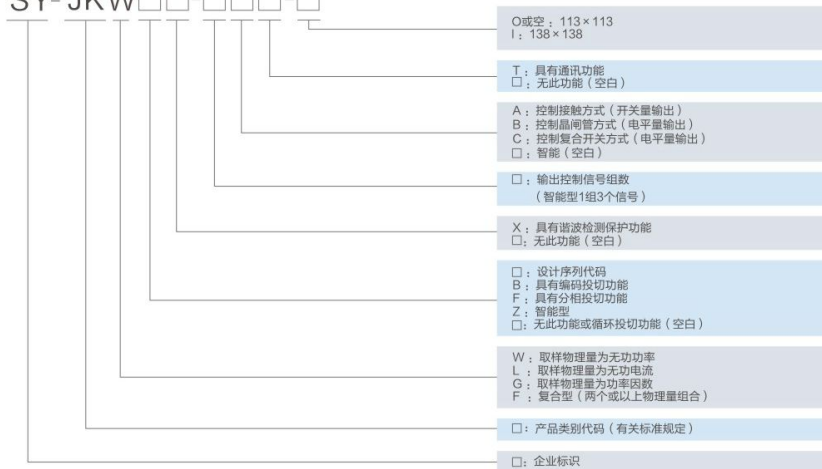 SY-JKW□□-□□□-□
O或空：113×113
I：138×138
T：具有通讯功能
□：无此功能（空白）
A：控制接触方式（开关量输出）
B：控制晶闸管方式（电平量输出）
C：控制复合开关方式（电平量输出）
□：智能（空白）
□：输出控制信号组数
（智能型1组3个信号）
X：具有谐波检测保护功能
□：无此功能（空白）
□：设计序列代码
B：具有编码投切功能
F：具有分相投切功能
Z：智能型
□：无此功能或循环投切功能（空白）
W：取样物理量为无功功率
L：取样物理量为无功电流
G：取样物理量为功率因数
F：复合型（两个或以上物理量组合）
□：产品类别代码（有关标准规定）
□：企业标识